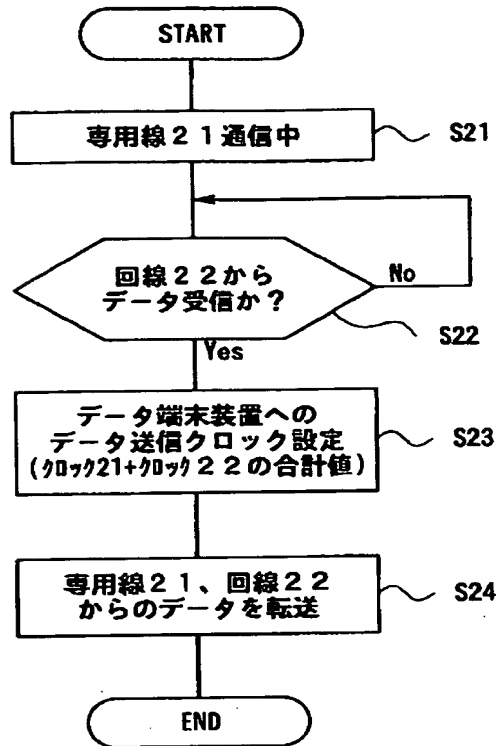 START
専用線２１通信中
S21
回線２２から
データ受信か？
No
S22
Yes
データ端末装置への
データ送信クロック設定
(ｸﾛｯｸ21+ｸﾛｯｸ２２の合計値)
S23
専用線２１、回線２２
からのデータを転送
S24
END